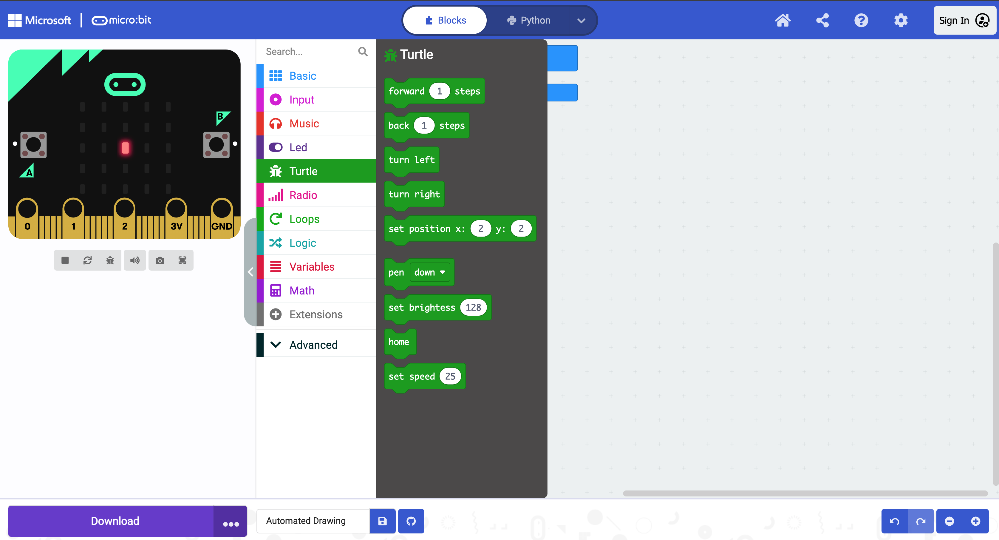 Microsoft | micro:bit
Blocks
Python
Sign In
B
A
0 1 2 3V GND
Search...
Basic
Input
Music
Led
Turtle
Radio
Loops
Logic
Variables
Math
Extensions
Advanced
Turtle
forward 1 steps
back 1 steps
turn left
turn right
set position x: 2 y: 2
pen down
set brightess 128
home
set speed 25
Download
Automated Drawing